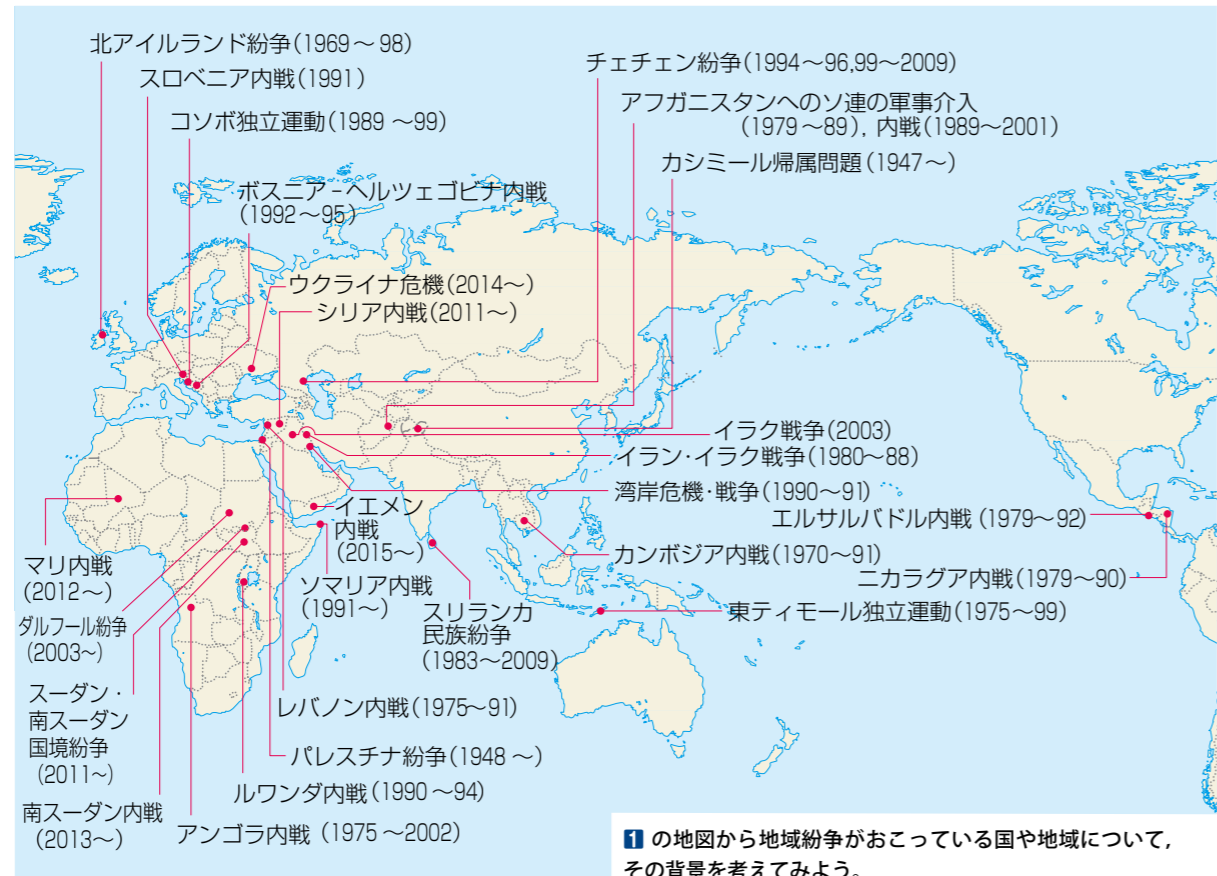 北アイルランド紛争(1969～98)
スロベニア内戦(1991)
コソボ独立運動(1989～99)
ボスニア-ヘルツェゴビナ内戦
(1992～95)
ウクライナ危機(2014～)
シリア内戦(2011～)
チェチェン紛争(1994～96,99～2009)
アフガニスタンへのソ連の軍事介入
(1979～89), 内戦(1989～2001)
カシミール帰属問題(1947～)
イラク戦争(2003)
イラン・イラク戦争(1980～88)
湾岸危機・戦争(1990～91)
エルサルバドル内戦(1979～92)
カンボジア内戦(1970～91)
ニカラグア内戦(1979～90)
東ティモール独立運動(1975～99)
イエメン
内戦
(2015～)
ソマリア内戦
(1991～)
スリランカ
民族紛争
(1983～2009)
マリ内戦
(2012～)
ダルフール紛争
(2003～)
スーダン・
南スーダン
国境紛争
(2011～)
南スーダン内戦
(2013～)
レバノン内戦(1975～91)
パレスチナ紛争(1948～)
ルワンダ内戦(1990～94)
アンゴラ内戦(1975～2002)
1 の地図から地域紛争がおこっている国や地域について,
その背景を考えてみよう。